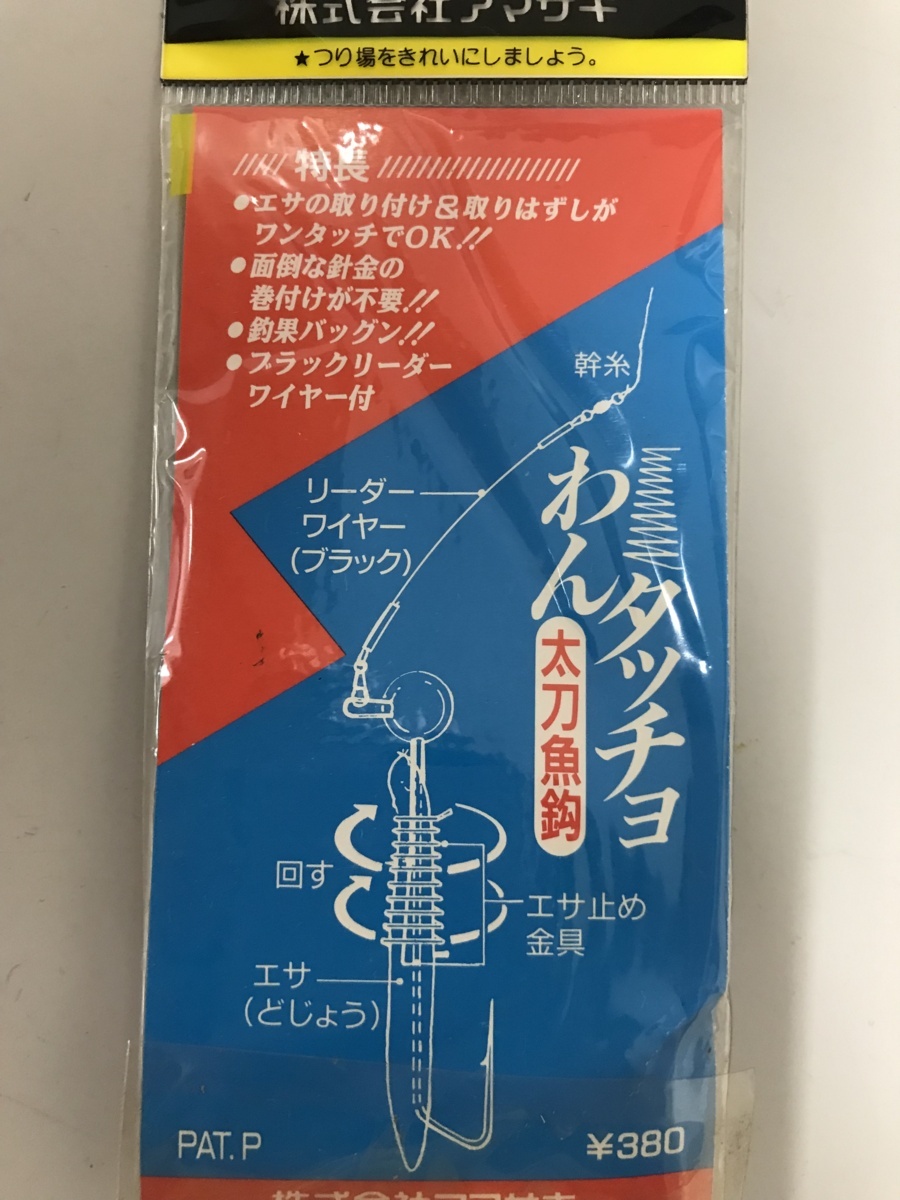 株式会社アマサキ
★つり場をきれいにしましょう。
特長
●エサの取り付け&取りはずしが
ワンタッチでOK!!
●面倒な針金の
巻付けが不要!!
●釣果バッグン!!
●ブラックリーダー
ワイヤー付
幹糸
リーダー
ワイヤー
(ブラック)
わん
タッチョ
太刀魚鈎
回す
エサ止め
金具
エサ
(どじょう)
PAT.P
¥380